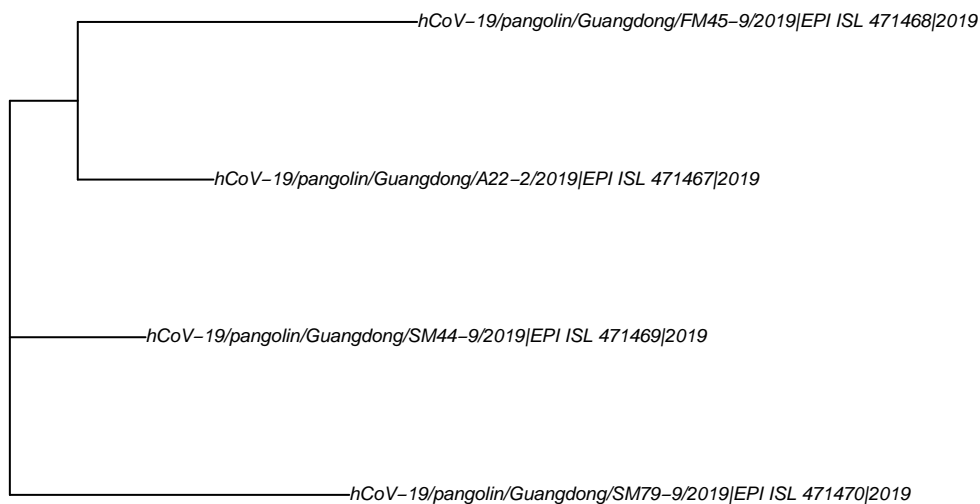 hCoV−19/pangolin/Guangdong/FM45−9/2019|EPI ISL 471468|2019
hCoV−19/pangolin/Guangdong/A22−2/2019|EPI ISL 471467|2019
hCoV−19/pangolin/Guangdong/SM44−9/2019|EPI ISL 471469|2019
hCoV−19/pangolin/Guangdong/SM79−9/2019|EPI ISL 471470|2019